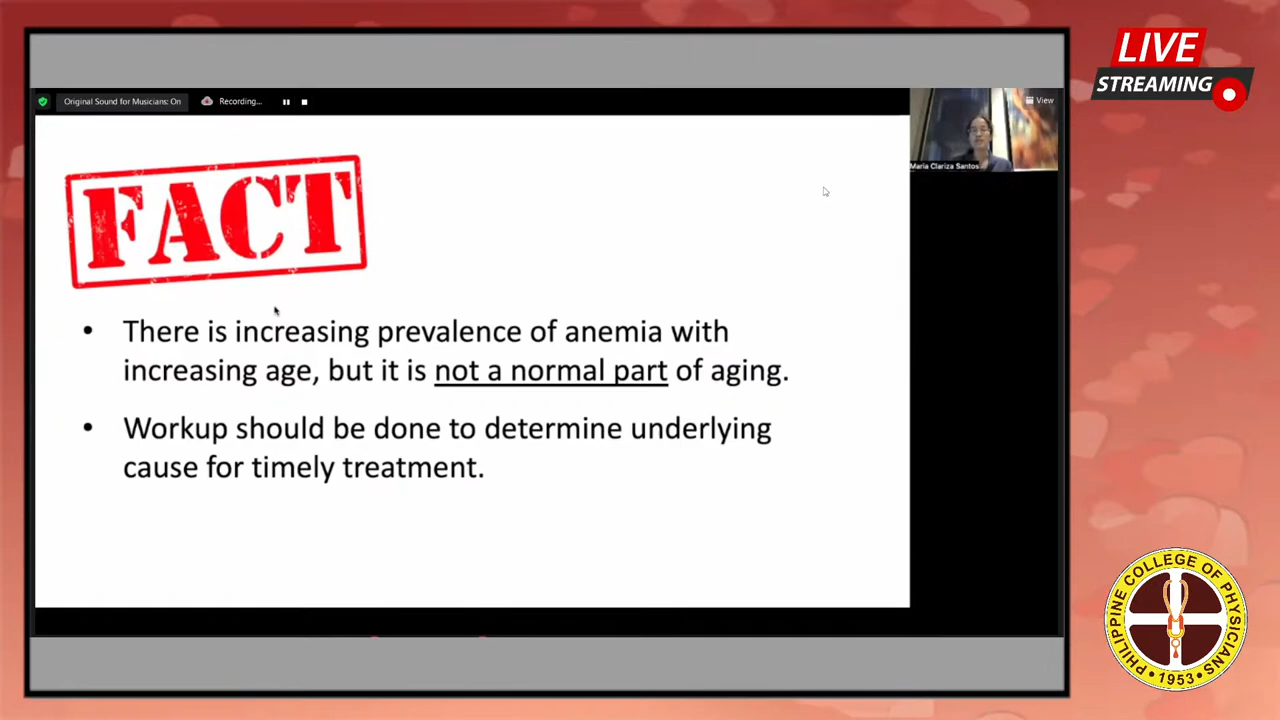 LIVE
STREAMING
Original Sound for Musicians: On
Recording...
View
Maria Clariza Santos
FACT
• There is increasing prevalence of anemia with
increasing age, but it is not a normal part of aging.
• Workup should be done to determine underlying
cause for timely treatment.
PHILIPPINE COLLEGE OF PHYSICIANS
• 1953 •